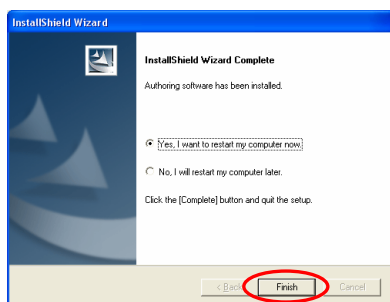 InstallShield Wizard
InstallShield Wizard Complete
Authoring software has been installed.
Yes, I want to restart my computer now.
No, I will restart my computer later.
Click the [Complete] button and quit the setup.
< Back Finish Cancel